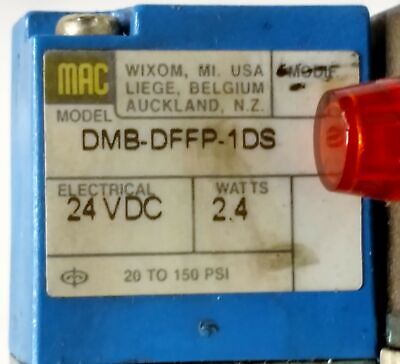 MAC
WIXOM, MI. USA
LIEGE, BELGIUM
AUCKLAND, N.Z.
MODEL
DMB-DFFP-1DS
ELECTRICAL
24 VDC
WATTS
2.4
20 TO 150 PSI